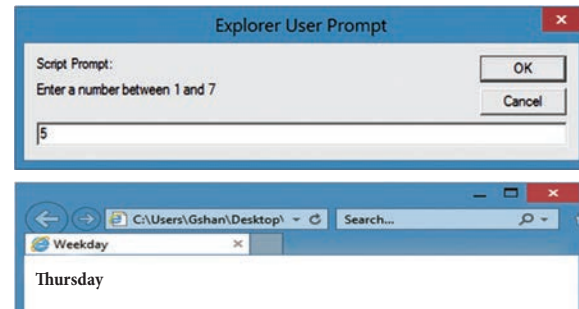 Explorer User Prompt
Script Prompt:
OK
Enter a number between 1 and 7
Cancel
5
C:\Users\Gshan\Desktop\
Search...
Weekday
Thursday